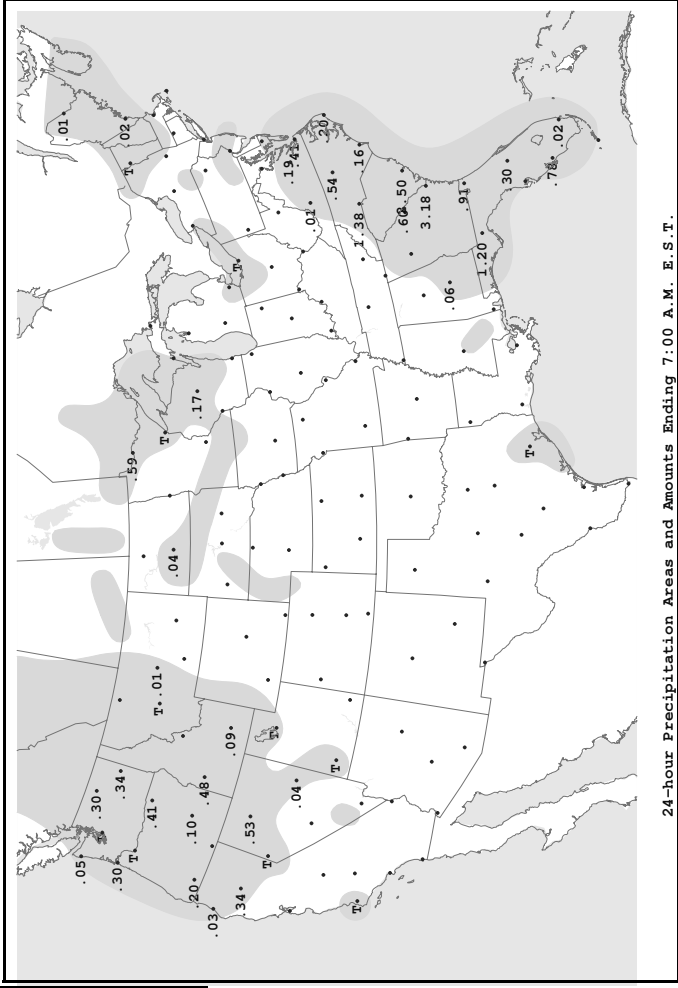 .01
.05
.30
T
.30
.34
.02
T
.59
T
.41
T
.01
T
.04
.20
.10
.17
.48
.03
.09
.34
T
.53
T
T
.19
.41
.04
.01
.20
.54
T
T
1.38
.16
.60
.50
3.18
.06
.91
1.20
.30
T
.78
.02
24-hour Precipitation Areas and Amounts Ending 7:00 A.M. E.S.T.